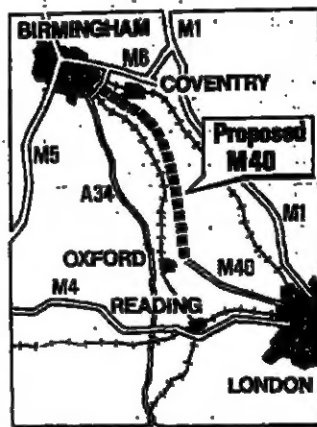 BIRMINGHAM
M1
M6
COVENTRY
Proposed
M40
M5
A34
M1
OXFORD
M40
M4
READING
LONDON